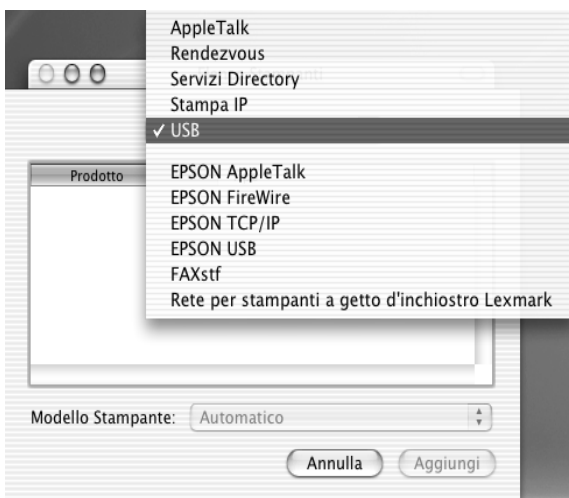 AppleTalk
Rendezvous
Servizi Directory
Stampa IP
✓ USB
EPSON AppleTalk
EPSON FireWire
EPSON TCP/IP
EPSON USB
FAXstf
Rete per stampanti a getto d'inchiostro Lexmark
Prodotto
Modello Stampante: Automatico
Annulla Aggiungi